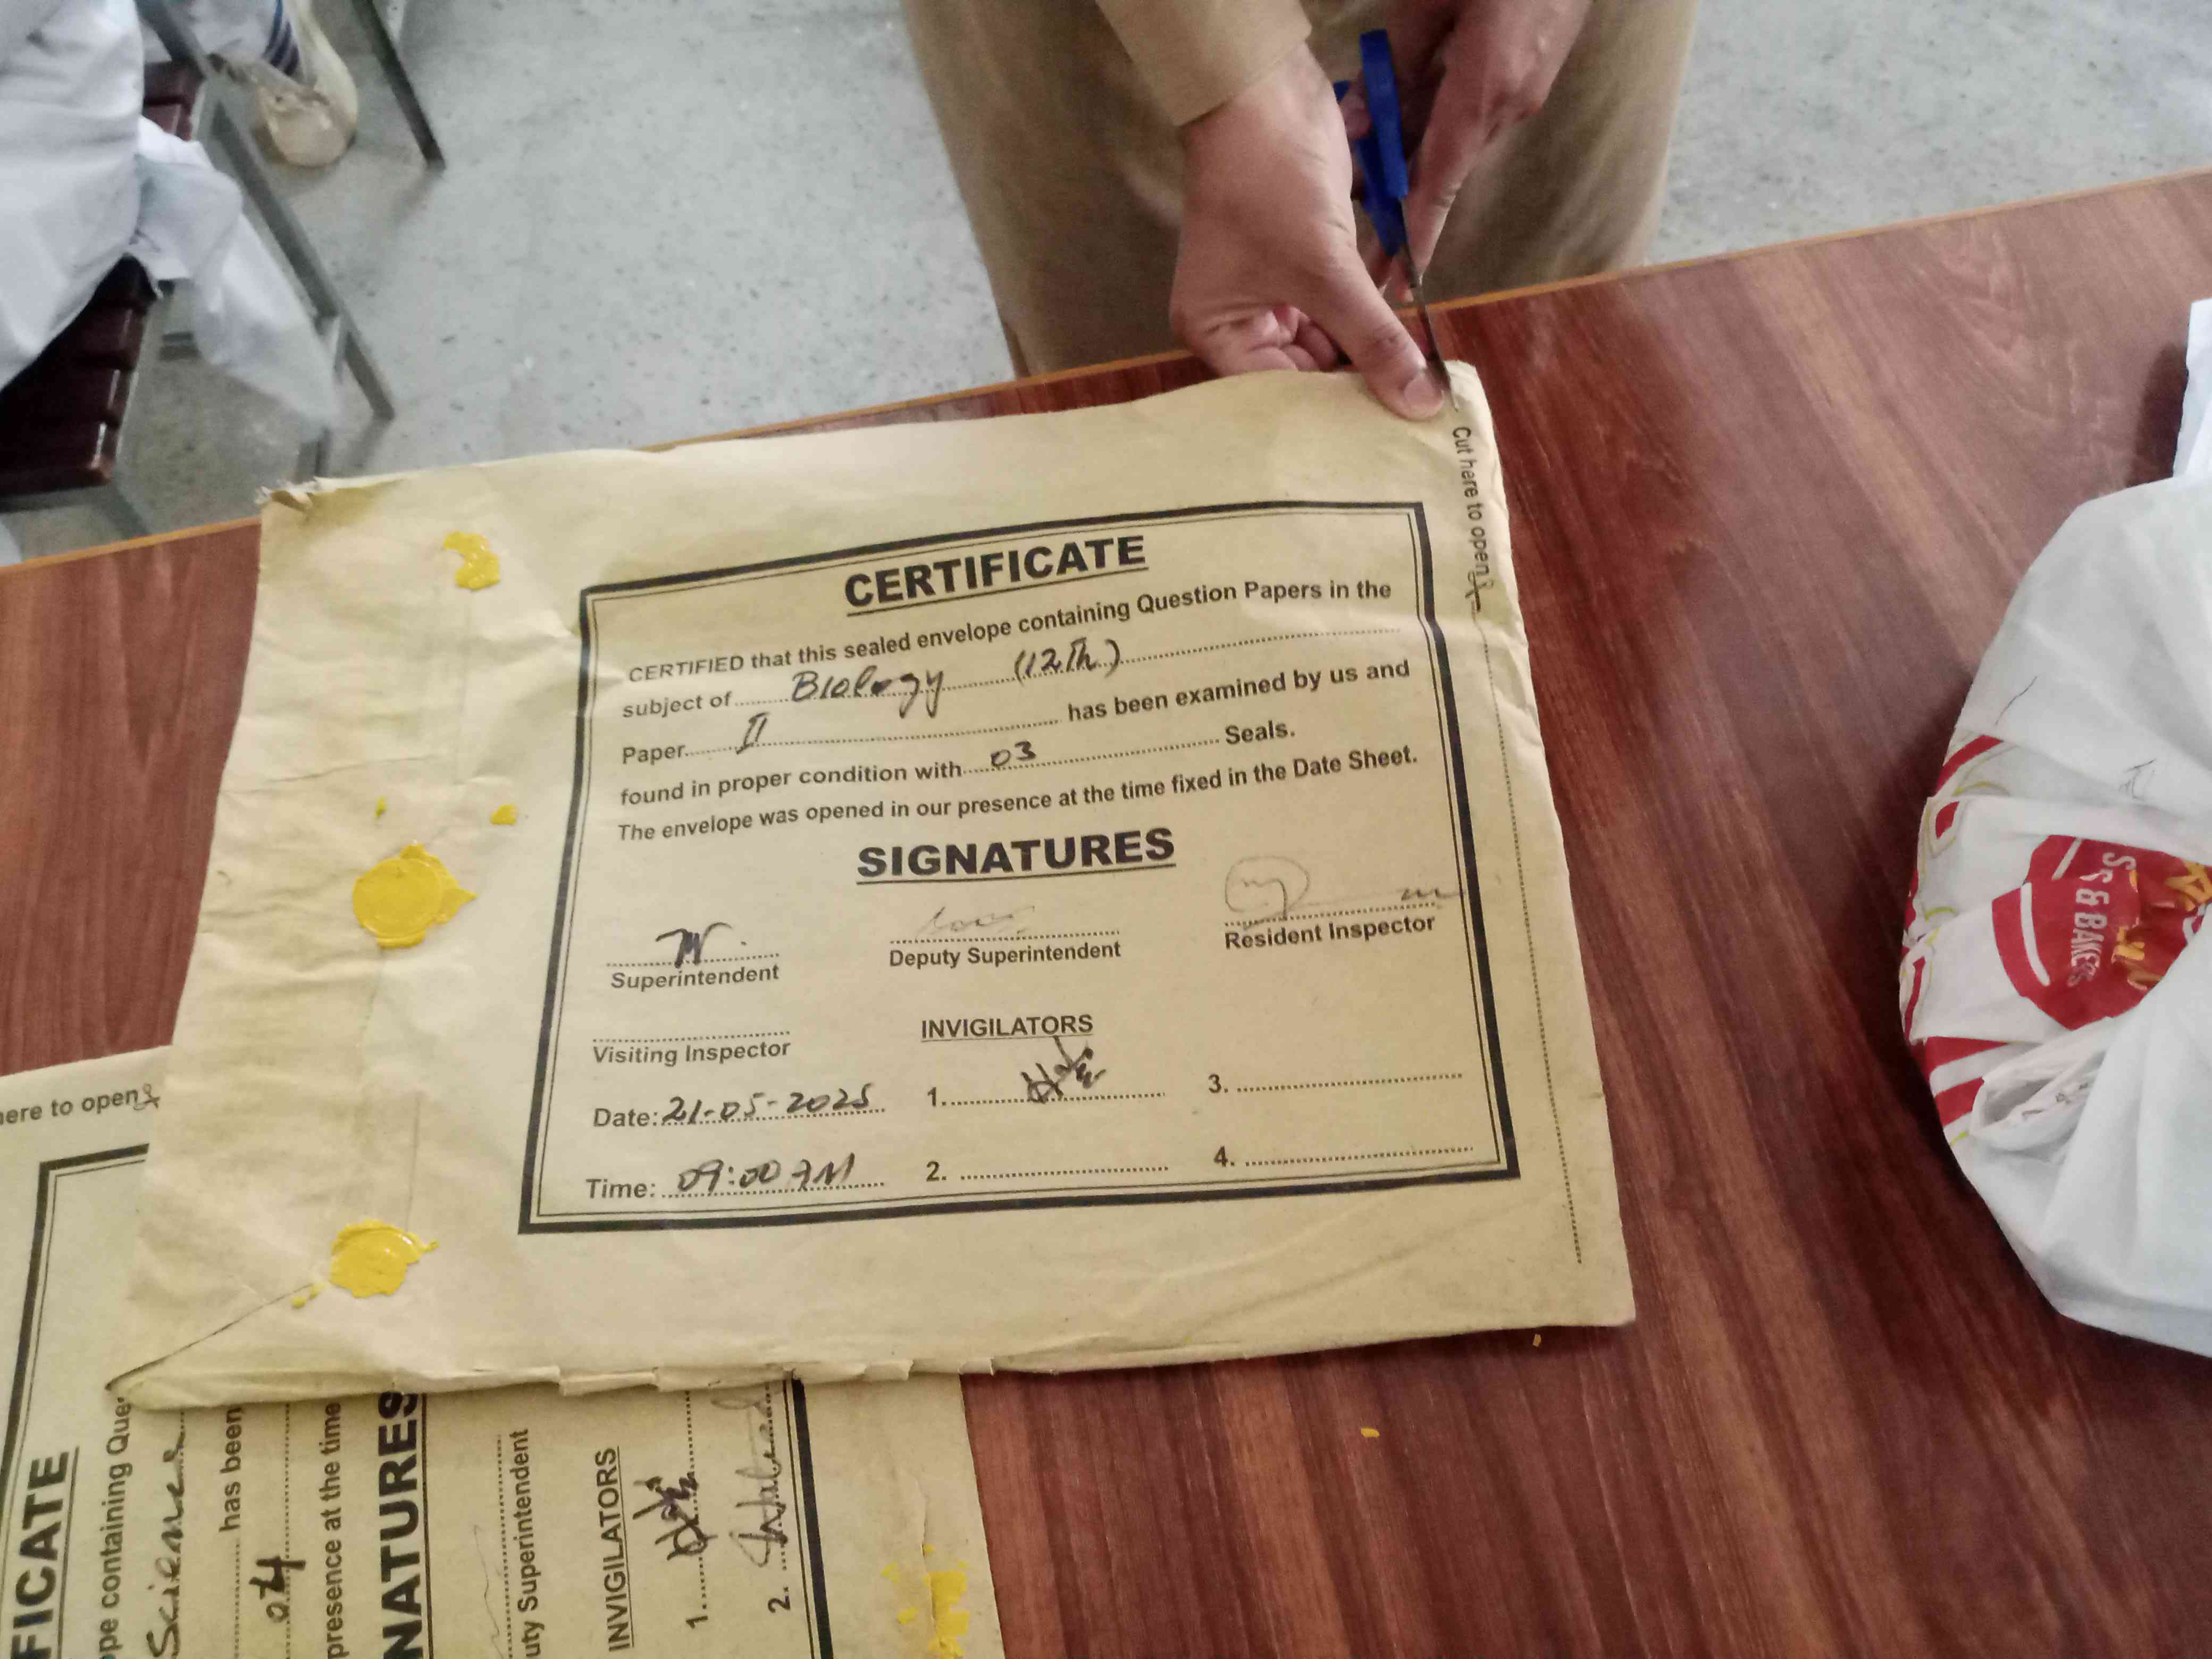 Cut here to open
CERTIFICATE
CERTIFIED that this sealed envelope containing Question Papers in the
subject of Biology (12th)
Paper II has been examined by us and
found in proper condition with 03 Seals.
The envelope was opened in our presence at the time fixed in the Date Sheet.
SIGNATURES
Superintendent
Deputy Superintendent
Resident Inspector
Visiting Inspector
INVIGILATORS
Date: 21-05-2025
1.
3.
Time: 09:00 AM
2.
4.
here to open
FICATE
ope containing Que
Science
has been
04
presence at the time
NATURES
uty Superintendent
INVIGILATORS
1.
2.
& BAKES